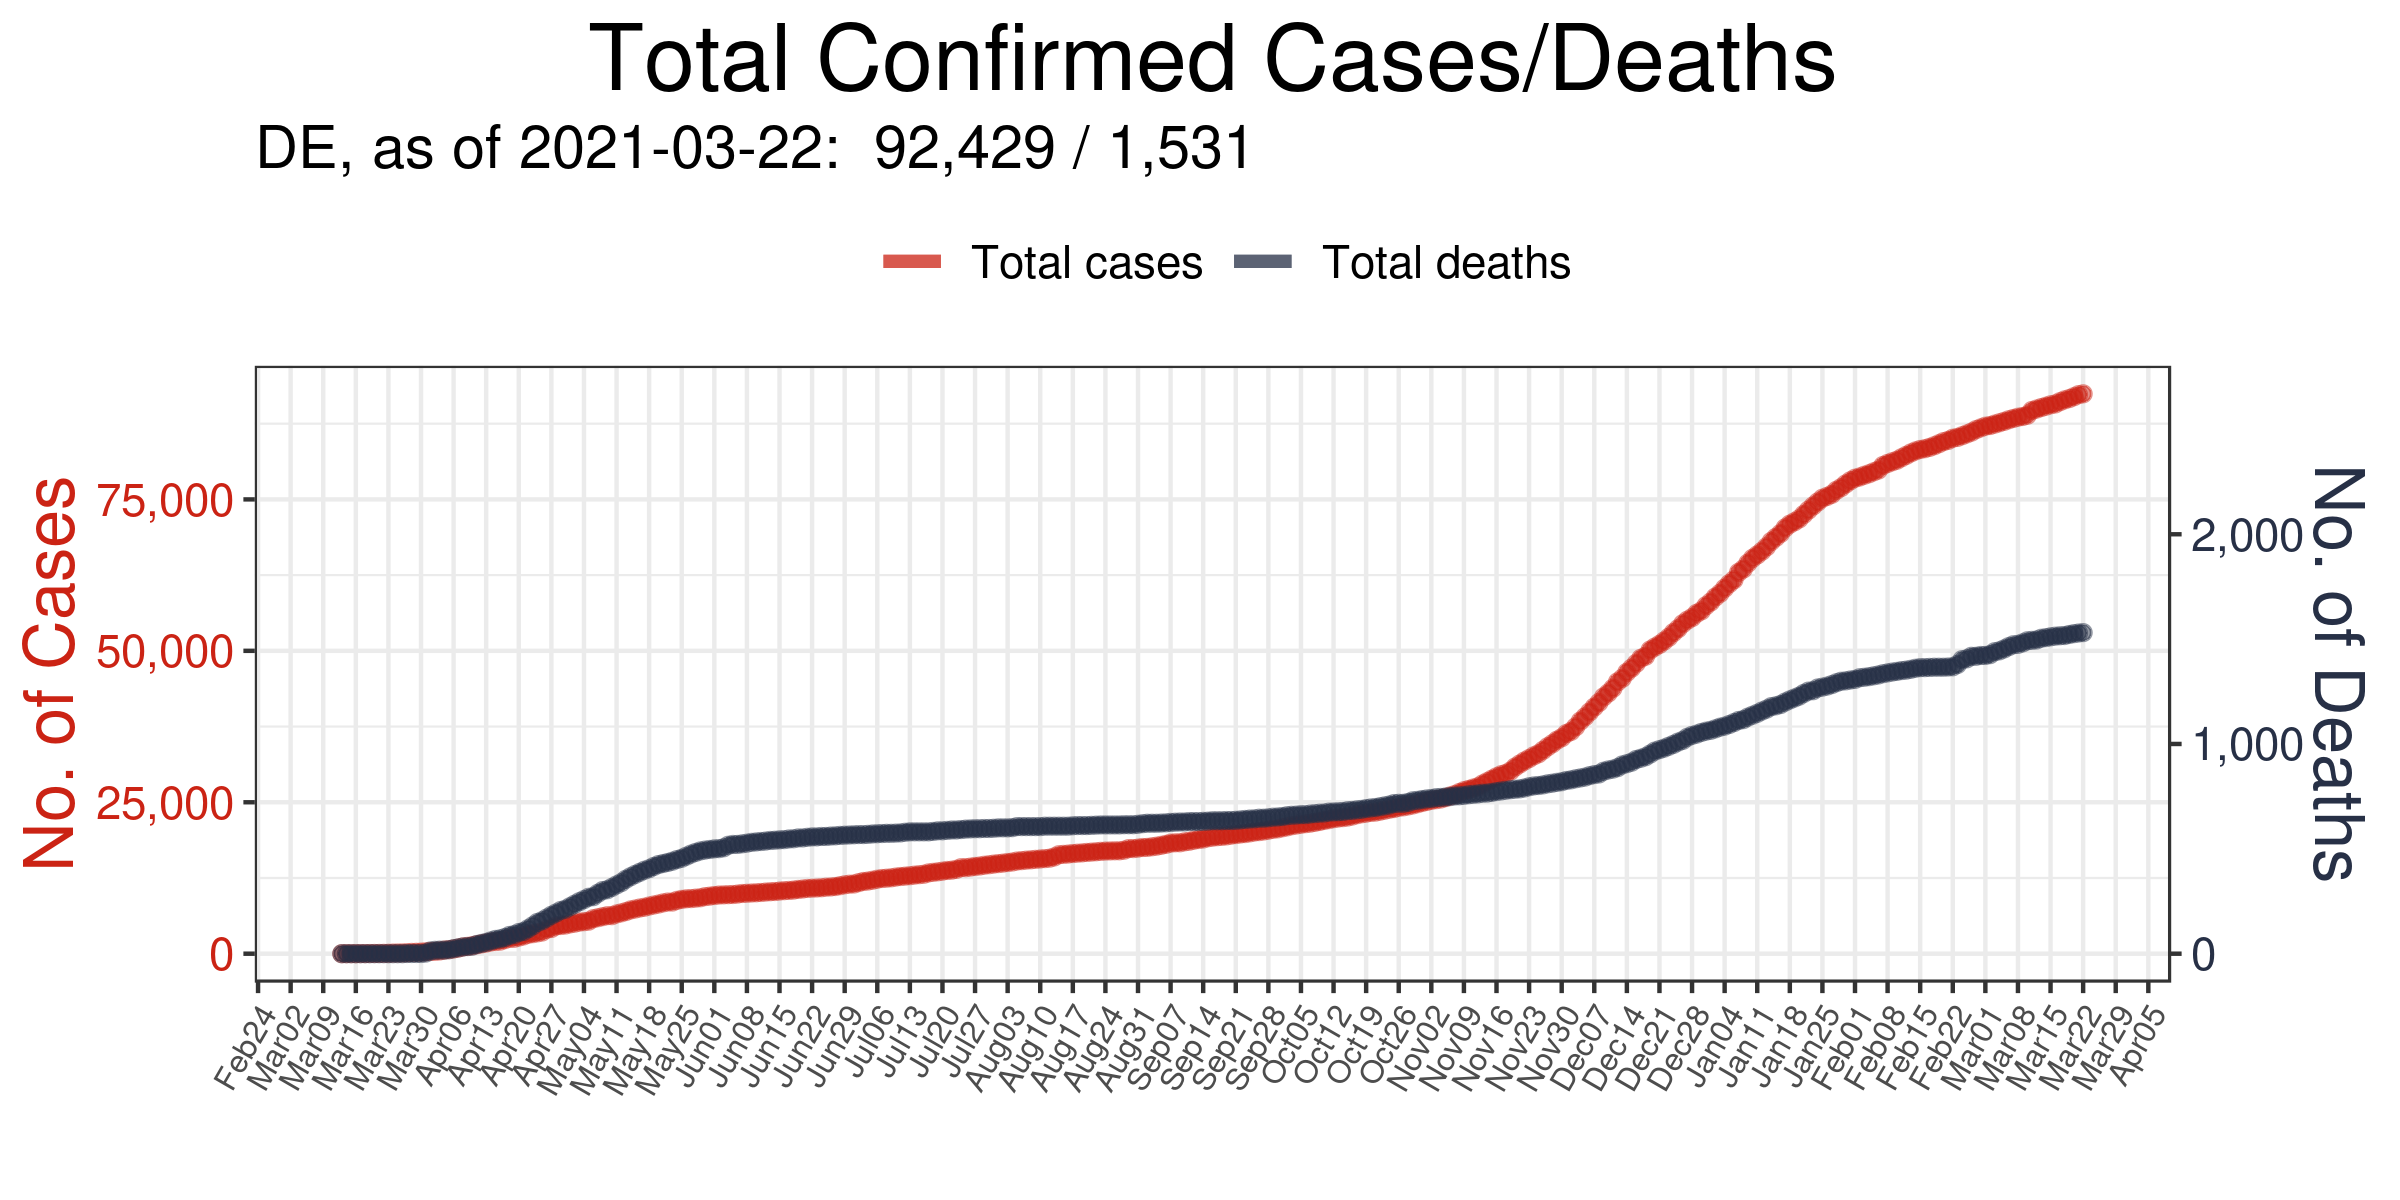 Total Confirmed Cases/Deaths
DE, as of 2021-03-22:  92,429 / 1,531
Total cases
Total deaths
No. of Cases
75,000
50,000
25,000
0
2,000
1,000
0
No. of Deaths
Feb24
Mar02
Mar09
Mar16
Mar23
Mar30
Apr06
Apr13
Apr20
Apr27
May04
May11
May18
May25
Jun01
Jun08
Jun15
Jun22
Jun29
Jul06
Jul13
Jul20
Jul27
Aug03
Aug10
Aug17
Aug24
Aug31
Sep07
Sep14
Sep21
Sep28
Oct05
Oct12
Oct19
Oct26
Nov02
Nov09
Nov16
Nov23
Nov30
Dec07
Dec14
Dec21
Dec28
Jan04
Jan11
Jan18
Jan25
Feb01
Feb08
Feb15
Feb22
Mar01
Mar08
Mar15
Mar22
Mar29
Apr05